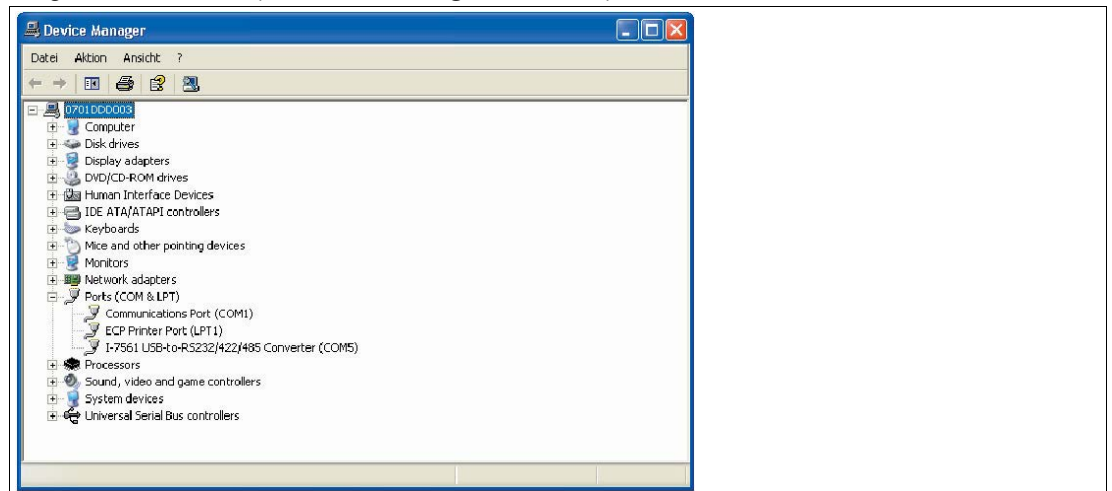 Device Manager
Datei Aktion Ansicht ?
0701DDD003
Computer
Disk drives
Display adapters
DVD/CD-ROM drives
Human Interface Devices
IDE ATA/ATAPI controllers
Keyboards
Mice and other pointing devices
Monitors
Network adapters
Ports (COM & LPT)
Communications Port (COM1)
ECP Printer Port (LPT1)
I-7561 USB-to-RS232/422/485 Converter (COM5)
Processors
Sound, video and game controllers
System devices
Universal Serial Bus controllers